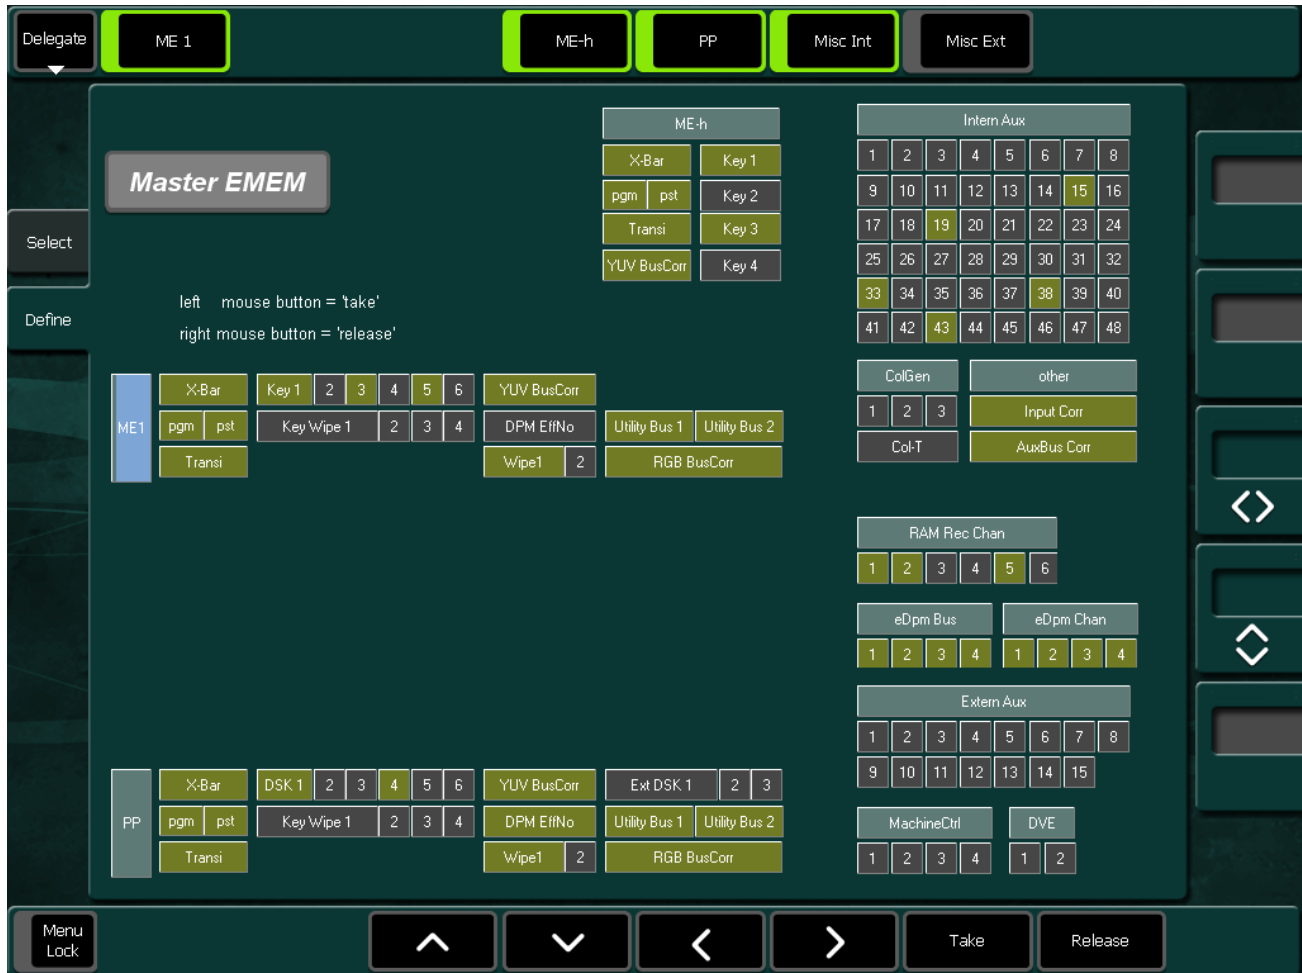 Delegate
ME 1
ME-h
PP
Misc Int
Misc Ext
Select
Define
Master EMEM
left mouse button = 'take'
right mouse button = 'release'
ME-h
X-Bar Key 1
pgm pst Key 2
Transi Key 3
YUV BusCorr Key 4
Intern Aux
1 2 3 4 5 6 7 8
9 10 11 12 13 14 15 16
17 18 19 20 21 22 23 24
25 26 27 28 29 30 31 32
33 34 35 36 37 38 39 40
41 42 43 44 45 46 47 48
ColGen
1 2 3
Col-T
other
Input Corr
AuxBus Corr
ME1
X-Bar Key 1 2 3 4 5 6 YUV BusCorr
pgm pst Key Wipe 1 2 3 4 DPM EffNo Utility Bus 1 Utility Bus 2
Transi Wipe1 2 RGB BusCorr
RAM Rec Chan
1 2 3 4 5 6
eDpm Bus
1 2 3 4
eDpm Chan
1 2 3 4
Extern Aux
1 2 3 4 5 6 7 8
9 10 11 12 13 14 15
PP
X-Bar DSK 1 2 3 4 5 6 YUV BusCorr Ext DSK 1 2 3
pgm pst Key Wipe 1 2 3 4 DPM EffNo Utility Bus 1 Utility Bus 2
Transi Wipe1 2 RGB BusCorr
MachineCtrl
1 2 3 4
DVE
1 2
Menu
Lock
Take
Release